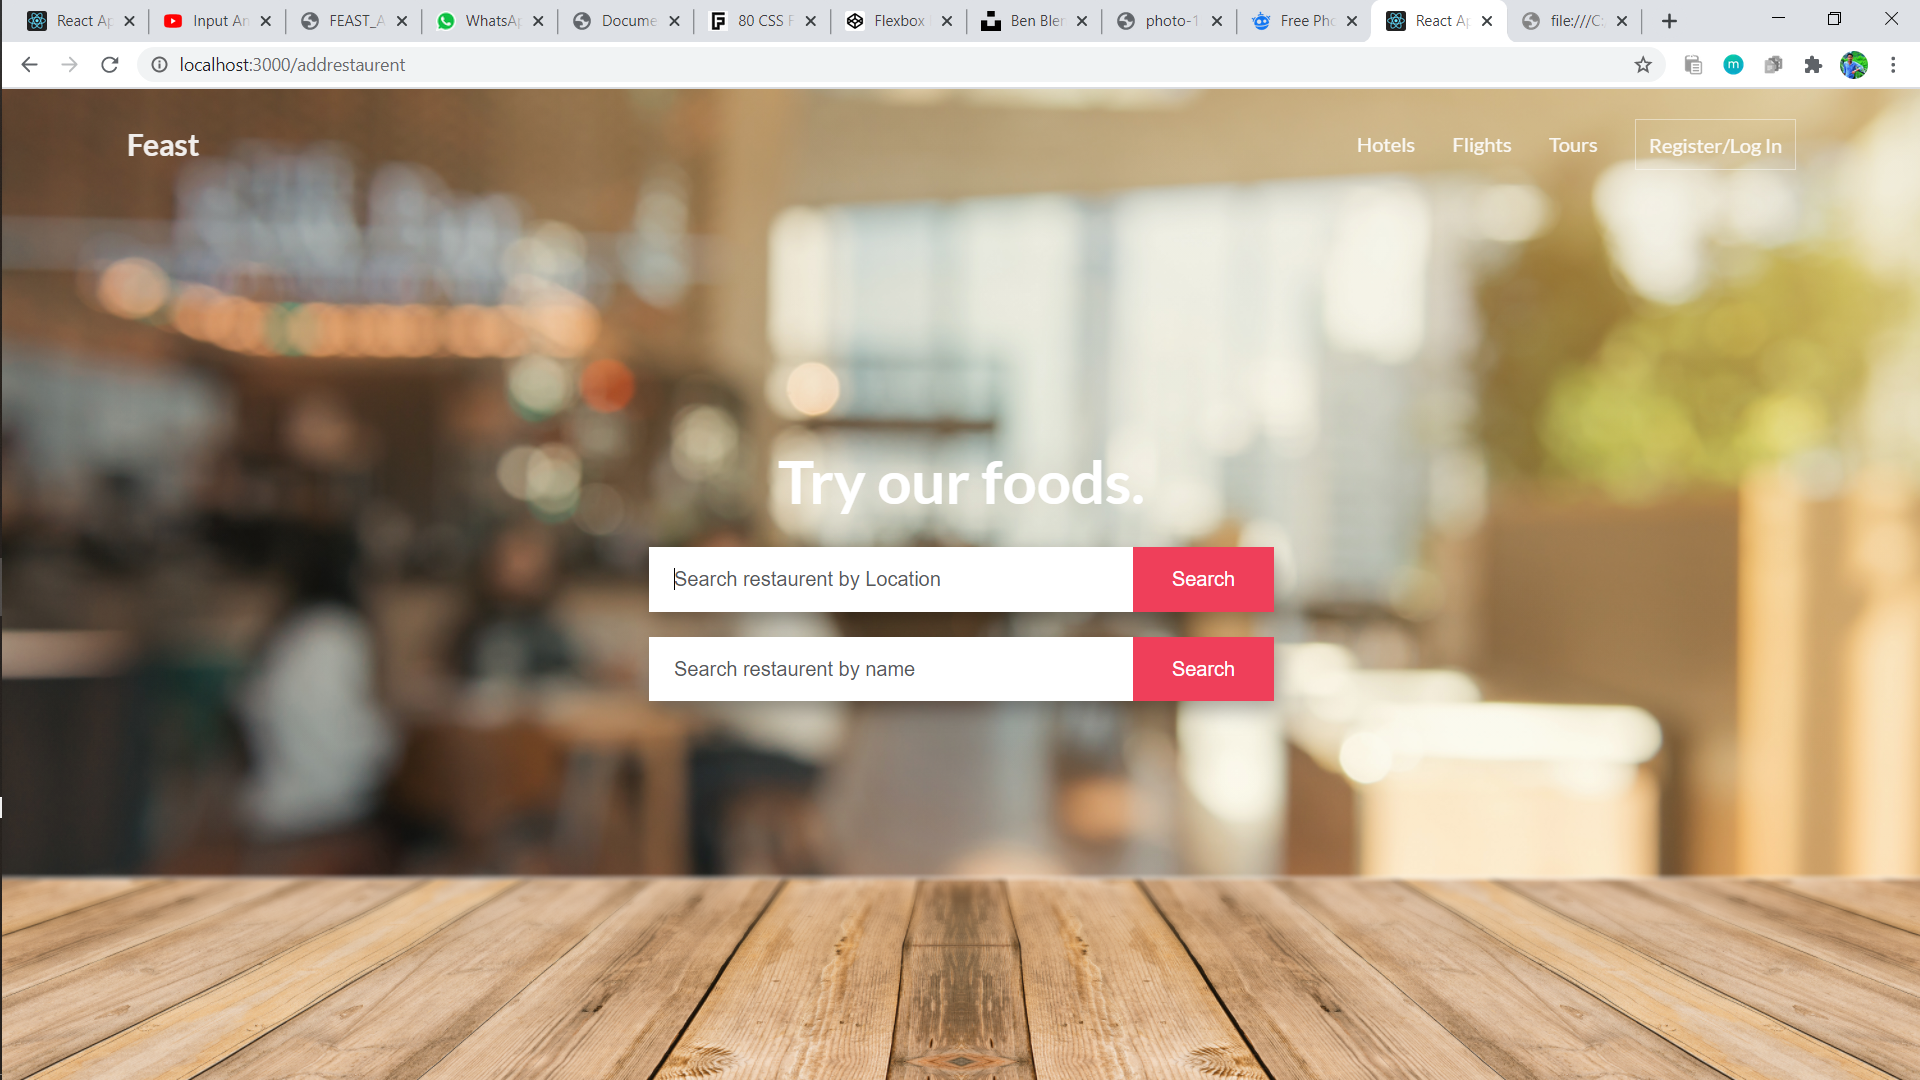 React Ap
Input An
FEAST_A
WhatsAp
Docume
80 CSS F
Flexbox
Ben Blen
photo-1
Free Pho
React Ap
file:///C:
localhost:3000/addrestaurent
m
Feast
Hotels
Flights
Tours
Register/Log In
Try our foods.
Search restaurent by Location
Search
Search restaurent by name
Search